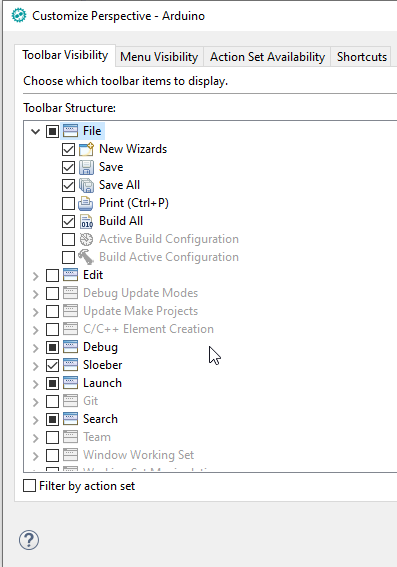 Customize Perspective - Arduino
Toolbar Visibility Menu Visibility Action Set Availability Shortcuts
Choose which toolbar items to display.
Toolbar Structure:
File
New Wizards
Save
Save All
Print (Ctrl+P)
010 Build All
Active Build Configuration
Build Active Configuration
Edit
Debug Update Modes
Update Make Projects
C/C++ Element Creation
Debug
Sloeber
Launch
Git
Search
Team
Window Working Set
Filter by action set
?